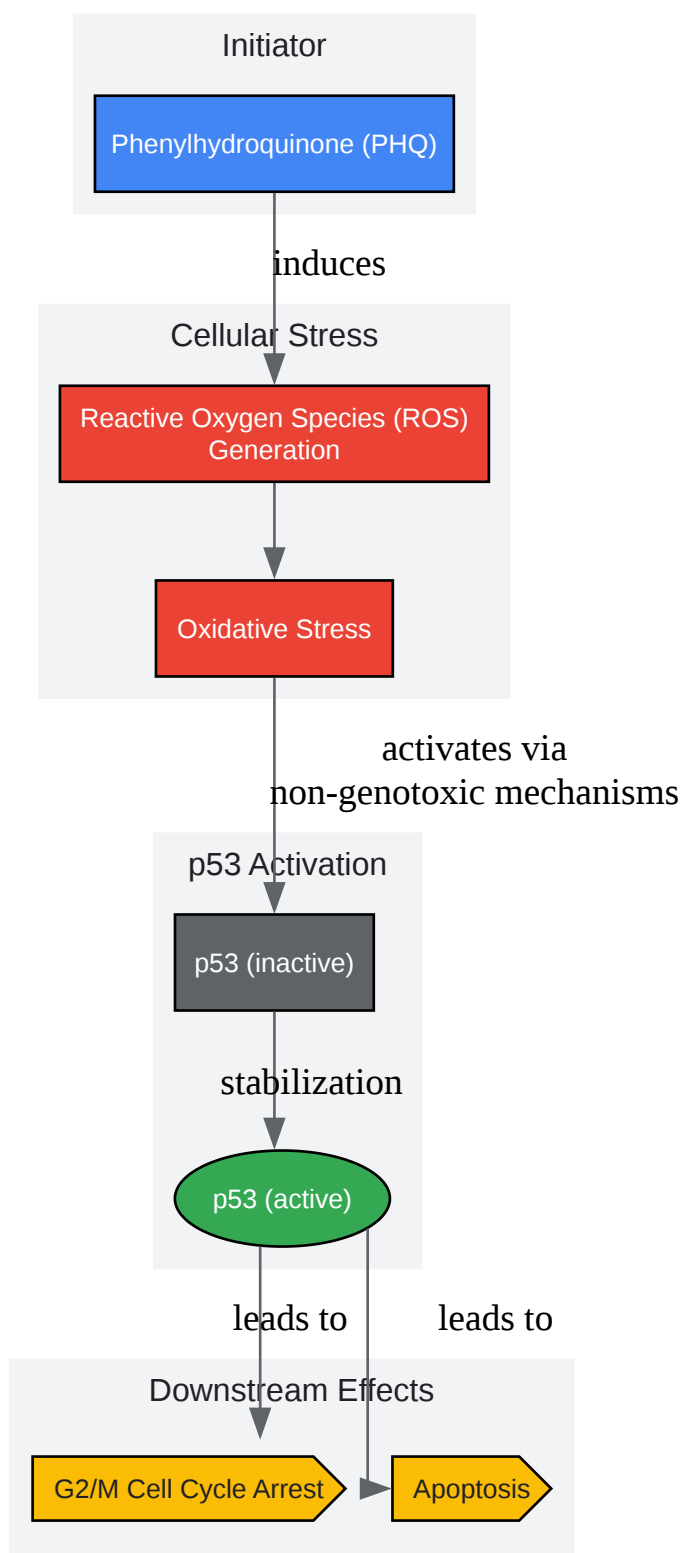 Initiator
Phenylhydroquinone (PHQ)
induces
Cellular Stress
Reactive Oxygen Species (ROS)
Generation
Oxidative Stress
activates via
non-genotoxic mechanisms
p53 Activation
p53 (inactive)
stabilization
p53 (active)
leads to
leads to
Downstream Effects
G2/M Cell Cycle Arrest
Apoptosis